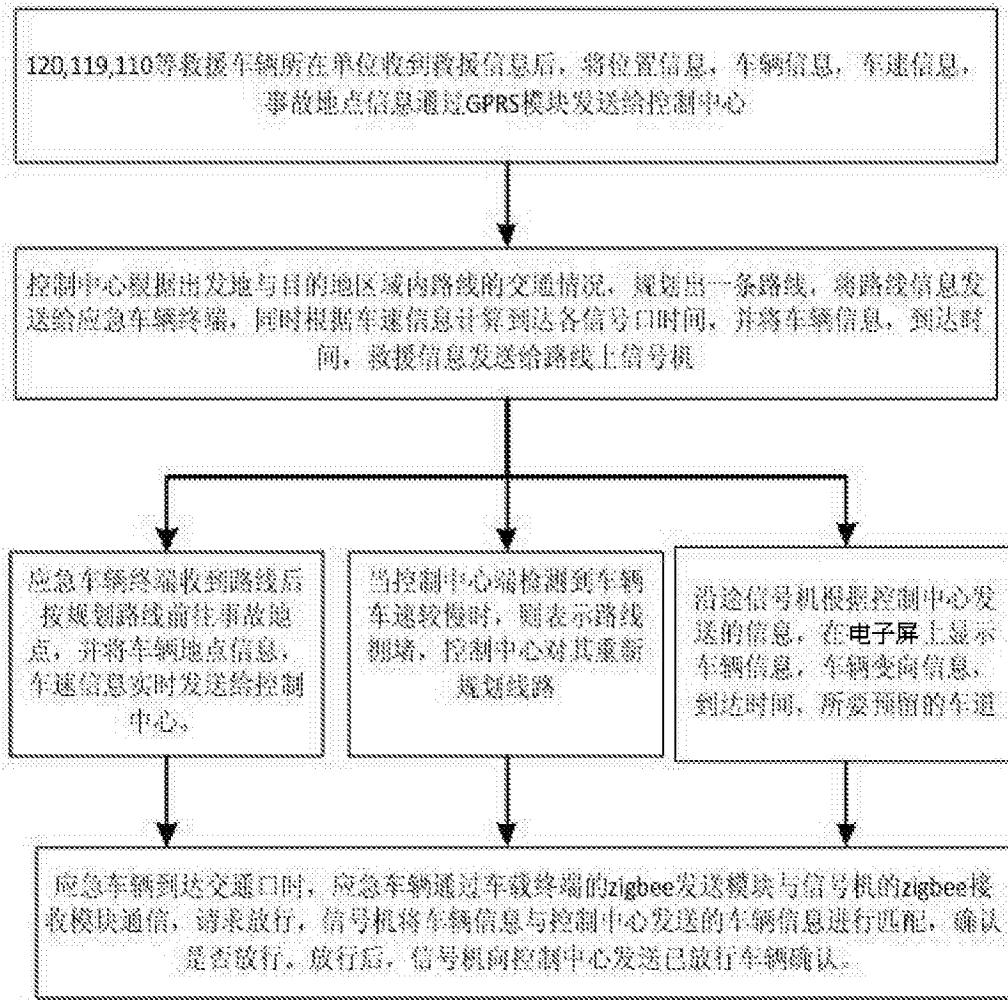 120,119,110等救援车辆所在单位收到救援信息后，将位置信息，车辆信息，车速信息，
事故地点信息通过GPRS模块发送给控制中心
控制中心根据出发地与目的地区域内路线的交通情况，规划出一条路线，将路线信息发
送给应急车辆终端，同时根据车速信息计算到达各信号口时间，并将车辆信息，到达时
间，救援信息发送给路线上信号机
应急车辆终端收到路线后
按规划路线前往事故地
点，并将车辆地点信息，
车速信息实时发送给控制
中心。
当控制中心端检测到车辆
车速较慢时，则表示路线
拥堵，控制中心对其重新
规划线路
沿途信号机根据控制中心发
送的信息，在电子屏上显示
车辆信息，车辆变向信息，
到达时间，所要预留的车道
应急车辆到达交通口时，应急车辆通过车载终端的zigbee发送模块与信号机的zigbee接
收模块通信，请求放行，信号机将车辆信息与控制中心发送的车辆信息进行匹配，确认
是否放行。放行后，信号机向控制中心发送已放行车辆确认。